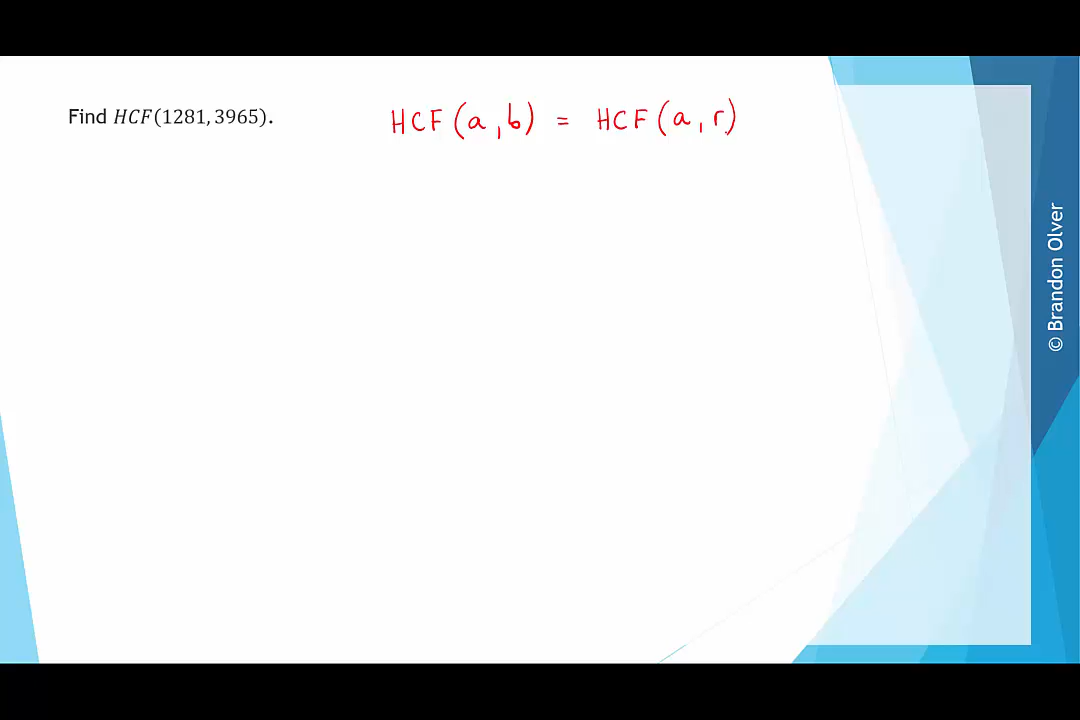 Find HCF(1281, 3965).
HCF(a, b) = HCF(a, r)
© Brandon Olver